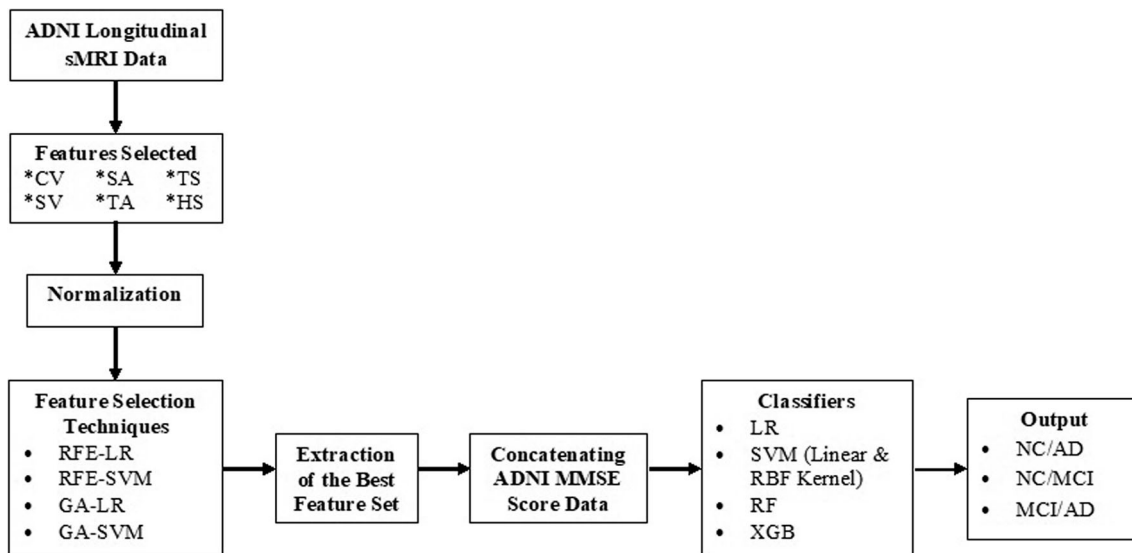 ADNI Longitudinal
sMRI Data
Features Selected
*CV *SA *TS
*SV *TA *HS
Normalization
Feature Selection
Techniques
• RFE-LR
• RFE-SVM
• GA-LR
• GA-SVM
Extraction
of the Best
Feature Set
Concatenating
ADNI MMSE
Score Data
Classifiers
• LR
• SVM (Linear &
RBF Kernel)
• RF
• XGB
Output
• NC/AD
• NC/MCI
• MCI/AD